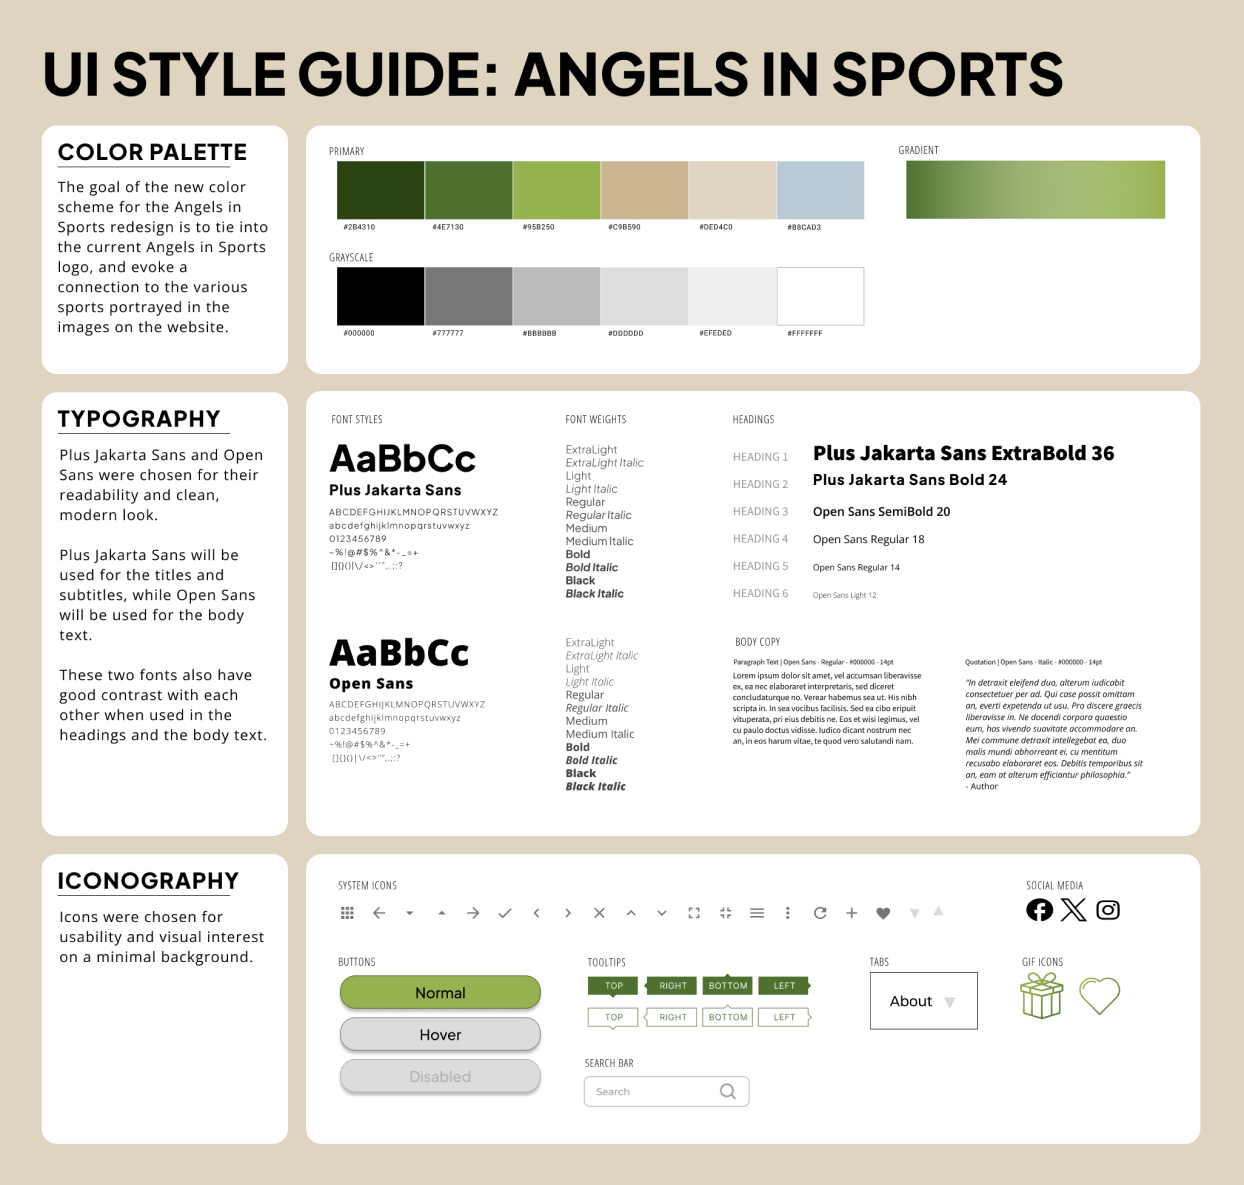 UI STYLE GUIDE: ANGELS IN SPORTS
COLOR PALETTE
The goal of the new color
scheme for the Angels in
Sports redesign is to tie into
the current Angels in Sports
logo, and evoke a
connection to the various
sports portrayed in the
images on the website.
PRIMARY
#2B4310
#4E7130
#95B250
#C9B590
#DED4C0
#B8CAD3
GRADIENT
GRAYSCALE
#000000
#777777
#BBBBBB
#DDDDDD
#EFEDED
#FFFFFFF
TYPOGRAPHY
Plus Jakarta Sans and Open
Sans were chosen for their
readability and clean,
modern look.
Plus Jakarta Sans will be
used for the titles and
subtitles, while Open Sans
will be used for the body
text.
These two fonts also have
good contrast with each
other when used in the
headings and the body text.
FONT STYLES
AaBbCc
Plus Jakarta Sans
ABCDEFGHIJKLMNOPQRSTUVWXYZ
abcdefghijklmnopqrstuvwxyz
0123456789
~%!@#$%^&*-_=+
[]{}()|\/<>‘'",.;:?
AaBbCc
Open Sans
ABCDEFGHIJKLMNOPQRSTUVWXYZ
abcdefghijklmnopqrstuvwxyz
0123456789
~%!@#$%^&*-_=+
[]{}()|\/<>‘'",.;:?
FONT WEIGHTS
ExtraLight
ExtraLight Italic
Light
Light Italic
Regular
Regular Italic
Medium
Medium Italic
Bold
Bold Italic
Black
Black Italic
ExtraLight
ExtraLight Italic
Light
Light Italic
Regular
Regular Italic
Medium
Medium Italic
Bold
Bold Italic
Black
Black Italic
HEADINGS
HEADING 1 Plus Jakarta Sans ExtraBold 36
HEADING 2 Plus Jakarta Sans Bold 24
HEADING 3 Open Sans SemiBold 20
HEADING 4 Open Sans Regular 18
HEADING 5 Open Sans Regular 14
HEADING 6 Open Sans Light 12
BODY COPY
Paragraph Text | Open Sans - Regular - #000000 - 14pt
Lorem ipsum dolor sit amet, vel accumsan liberavisse
ex, ea nec elaboraret interpretaris, sed diceret
concludaturque no. Verear habemus sea ut. His nibh
scripta in. In sea vocibus facilisis. Sed ea cibo eripuit
vituperata, pri eius debitis ne. Eos et wisi legimus, vel
cu paulo doctus vidisse. Iudico dicant nostrum nec
an, in eos harum vitae, te quod vero salutandi nam.
Quotation | Open Sans - Italic - #000000 - 14pt
"In detraxit eleifend duo, alterum iudicabit
consectetuer per ad. Qui case possit omittam
an, everti expetenda ut usu. Pro discere graecis
liberavisse in. Ne docendi corpora quaestio
eum, has vivendo suavitate accommodare an.
Mei commune detraxit intellegebat ea, duo
malis mundi abhorreant ei, cu mentitum
recusabo elaboraret eos. Debitis temporibus sit
an, eam at alterum efficiantur philosophia."
- Author
ICONOGRAPHY
Icons were chosen for
usability and visual interest
on a minimal background.
SYSTEM ICONS
SOCIAL MEDIA
BUTTONS
Normal
Hover
Disabled
TOOLTIPS
TOP RIGHT BOTTOM LEFT
TOP RIGHT BOTTOM LEFT
SEARCH BAR
Search
TABS
About
GIF ICONS